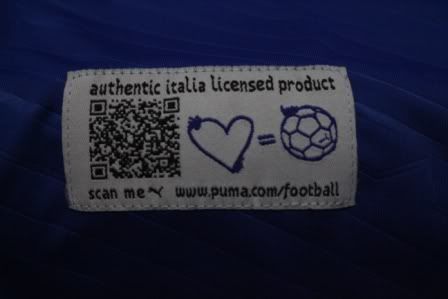 authentic italia licensed product
=
scan me www.puma.com/football